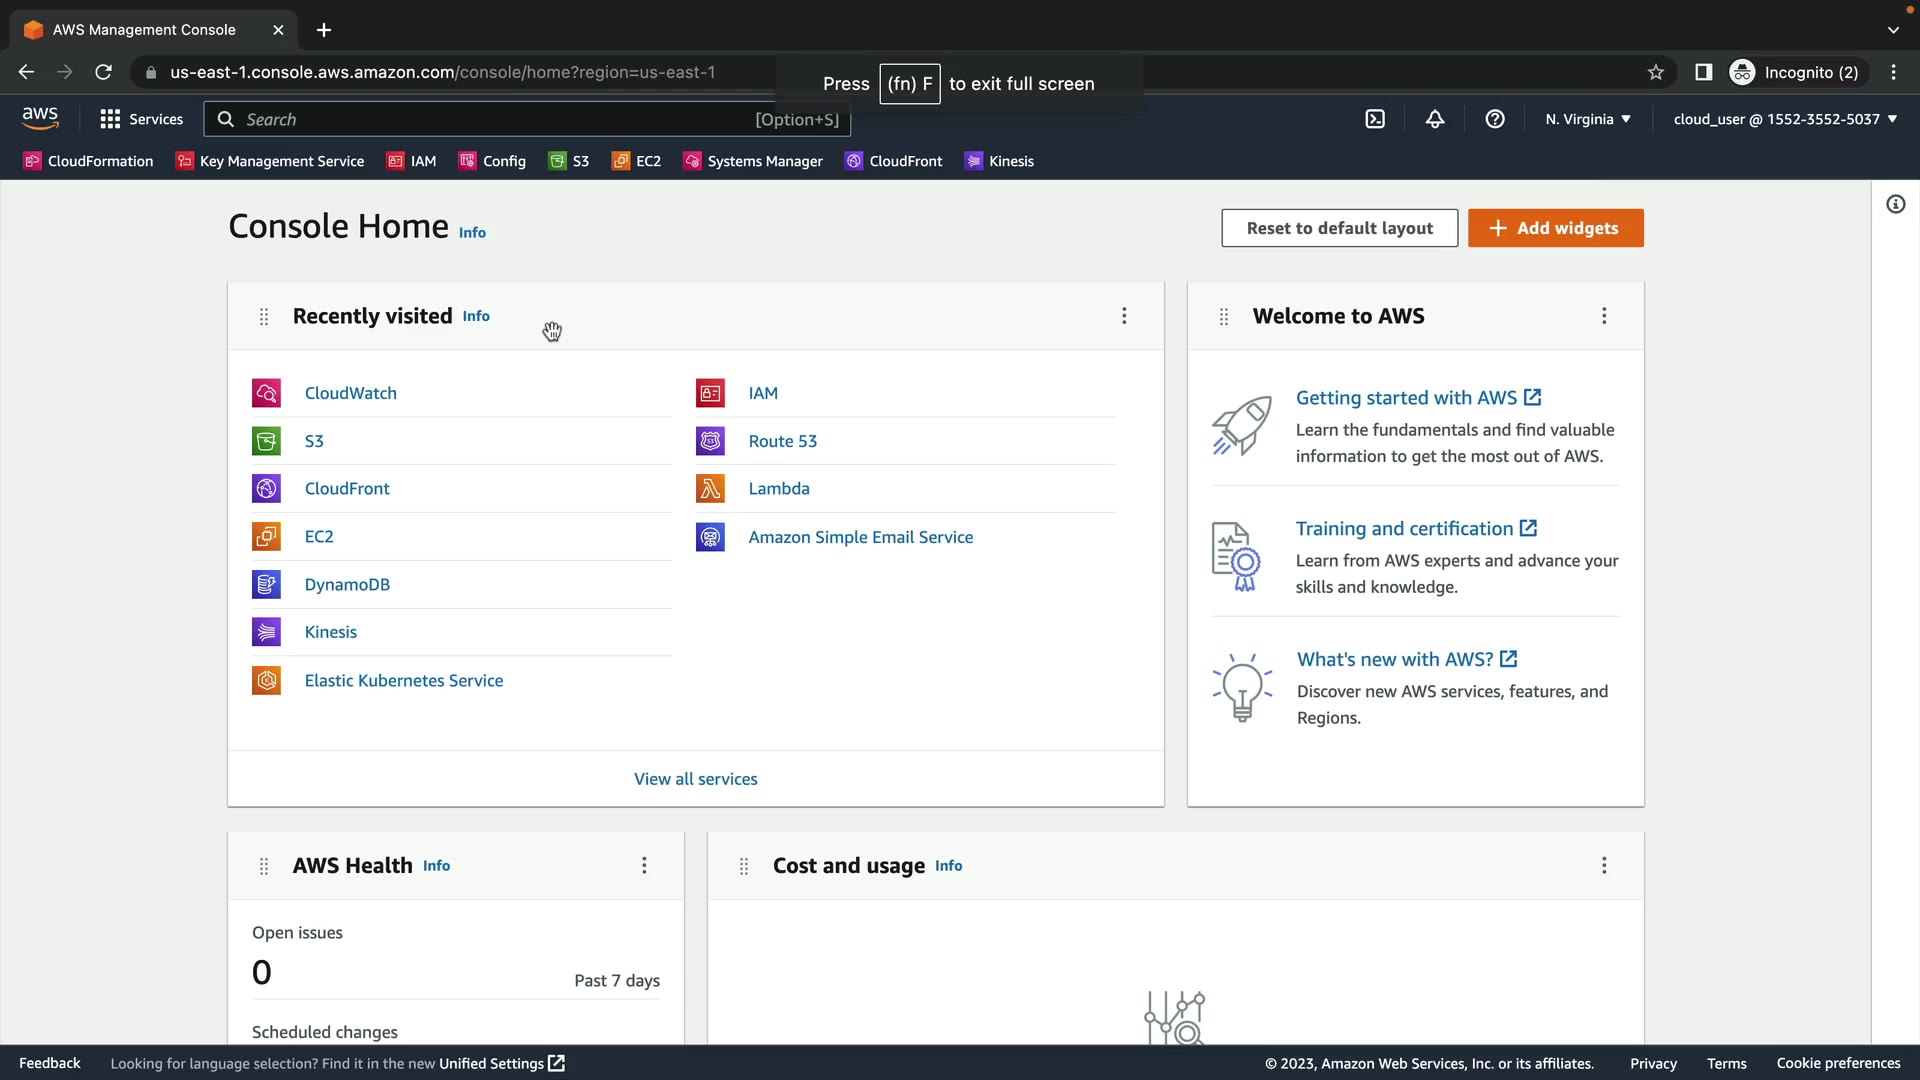 AWS Management Console
us-east-1.console.aws.amazon.com/console/home?region=us-east-1
Press (fn) F to exit full screen
Incognito (2)
aws
Services
Search
[Option+S]
N. Virginia
cloud_user @ 1552-3552-5037
CloudFormation
Key Management Service
IAM
Config
S3
EC2
Systems Manager
CloudFront
Kinesis
Console Home Info
Reset to default layout
Add widgets
Recently visited Info
CloudWatch
S3
CloudFront
EC2
DynamoDB
Kinesis
Elastic Kubernetes Service
IAM
Route 53
Lambda
Amazon Simple Email Service
View all services
Welcome to AWS
Getting started with AWS
Learn the fundamentals and find valuable
information to get the most out of AWS.
Training and certification
Learn from AWS experts and advance your
skills and knowledge.
What's new with AWS?
Discover new AWS services, features, and
Regions.
AWS Health Info
Open issues
0
Past 7 days
Scheduled changes
Cost and usage Info
Feedback
Looking for language selection? Find it in the new Unified Settings
© 2023, Amazon Web Services, Inc. or its affiliates.
Privacy
Terms
Cookie preferences